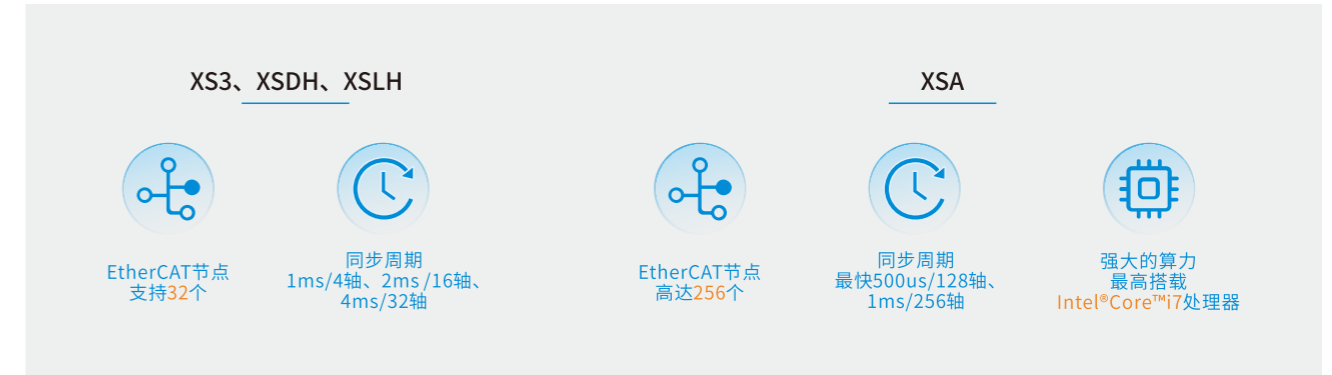 XS3、XSDH、XSLH
EtherCAT节点
支持32个
同步周期
1ms/4轴、2ms /16轴、
4ms/32轴
XSA
EtherCAT节点
高达256个
同步周期
最快500us/128轴、
1ms/256轴
强大的算力
最高搭载
Intel®Core™i7处理器